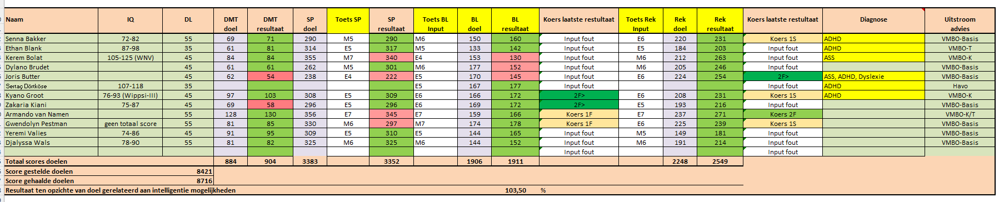 Naam IQ DL DMT doel DMT resultaat SP doel Toets SP SP resultaat Toets BL Input BL doel BL resultaat Koers laatste restultaat Toets Rek Input Rek doel Rek resultaat Koers laatste restultaat Diagnose Uitstroom advies
Senna Bakker 72-82 55 69 71 290 M5 290 M6 150 160 Input fout E6 220 231 Koers 1S ADHD VMBO-Basis
Ethan Blank 87-98 35 61 81 314 E5 317 M5 133 142 Input fout E5 184 203 Input fout ADHD VMBO-T
Kerem Bolat 105-125 (WNV) 45 84 84 355 M7 340 E4 153 130 Input fout M6 212 263 Input fout ASS VMBO-K
Dylano Brudet 45 61 61 262 M5 301 M6 177 152 Input fout M6 205 246 Input fout VMBO-Basis
Joris Butter 45 62 54 238 E4 222 E5 170 145 Input fout E6 224 254 2F> ASS, ADHD, Dyslexie VMBO-Basis
Sertaç Dörtköse 107-118 35 E5 167 177 Input fout Input fout ADHD Havo
Kyano Groot 76-93 (Wippsi-III) 45 97 103 308 E5 309 E6 166 172 2F> E6 208 231 Koers 1S ADHD VMBO-K
Zakaria Kiani 75-87 45 69 58 296 E5 296 E6 169 172 2F> E5 193 216 Input fout VMBO-Basis
Armando van Namen 55 128 130 356 E7 345 E7 159 166 Koers 1F E7 237 271 Koers 2F VMBO-K/T
Gwendolyn Pestman geen totaal score 55 81 85 330 M6 297 M7 174 178 Koers 1F E6 225 239 Koers 1S VMBO-Basis
Yeremi Valies 74-86 45 91 95 309 E5 310 E5 144 165 Input fout M5 149 181 Input fout VMBO-Basis
Djalyssa Wals 78-90 55 81 82 325 M6 325 M6 144 152 Input fout M6 191 214 Input fout VMBO-Basis
Input fout Input fout
Totaal scores doelen 884 904 3383 3352 1906 1911 2248 2549
Score gestelde doelen 8421
Score gehaalde doelen 8716
Resultaat ten opzichte van doel gerelateerd aan intelligentie mogelijkheden 103,50 %